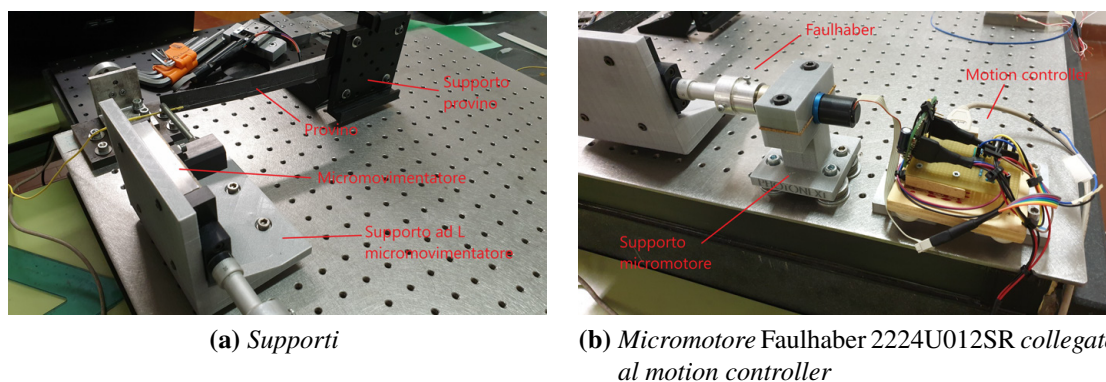 Supporto
provino
Provino
Micromovimentatore
Supporto ad L
micromovimentatore
(a) Supporti
Faulhaber
Motion controller
Supporto
micromotore
(b) Micromotore Faulhaber 2224U012SR
al motion controller